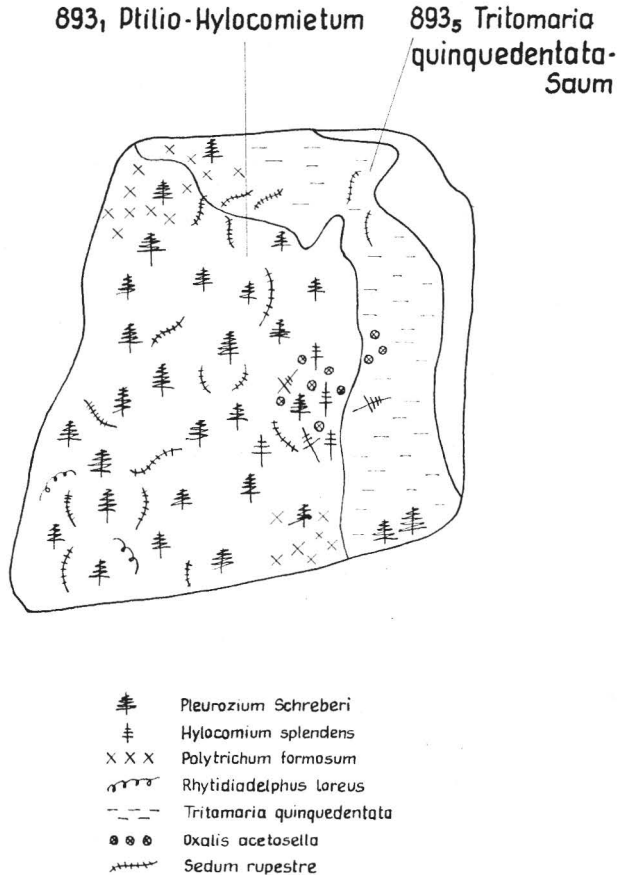 893₁ Ptilio-Hylocomietum
893₅ Tritomaria
quinquedentata-
Saum
Pleurozium Schreberi
Hylocomium splendens
Polytrichum formosum
Rhytidiadelphus loreus
Tritomaria quinquedentata
Oxalis acetosella
Sedum rupestre